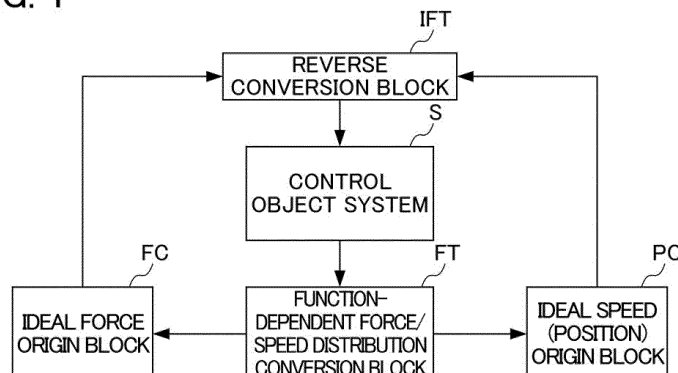 IFT
REVERSE
CONVERSION BLOCK
S
CONTROL
OBJECT SYSTEM
FC
FT
PC
IDEAL FORCE
ORIGIN BLOCK
FUNCTION-
DEPENDENT FORCE/
SPEED DISTRIBUTION
CONVERSION BLOCK
IDEAL SPEED
(POSITION)
ORIGIN BLOCK